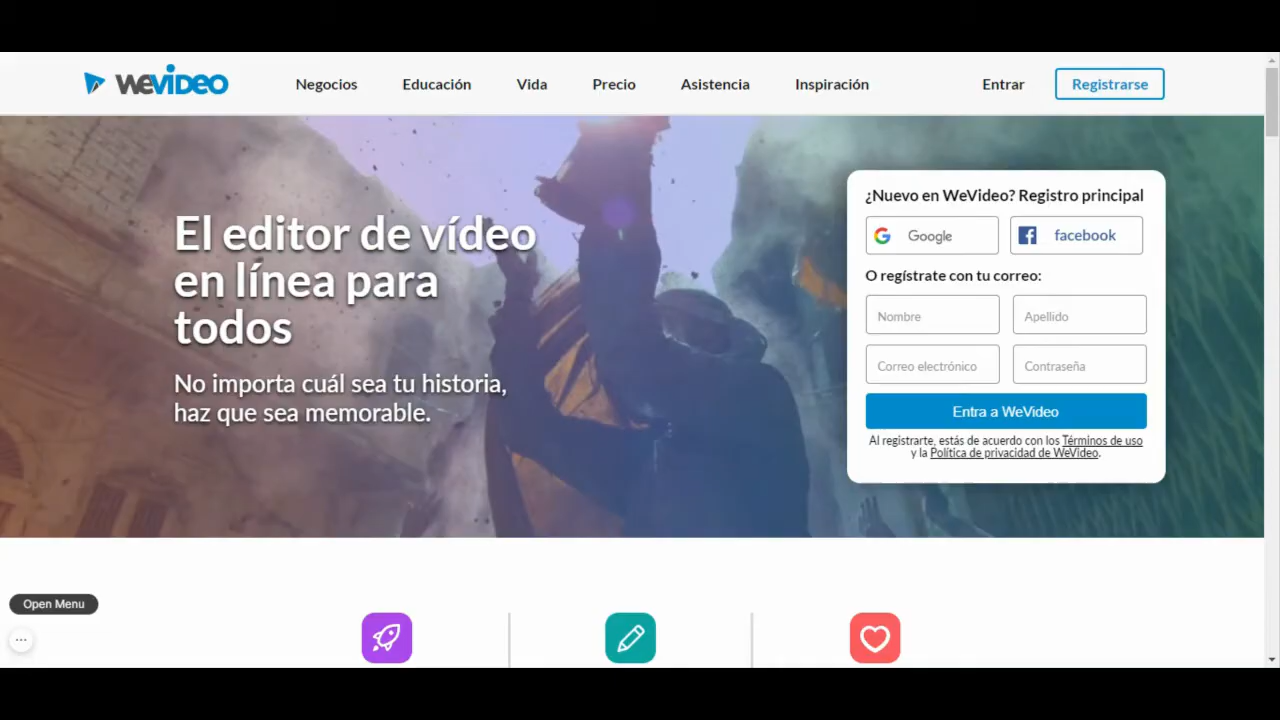 WEVIDEO
Negocios
Educación
Vida
Precio
Asistencia
Inspiración
Entrar
Registrarse
El editor de vídeo
en línea para
todos
No importa cuál sea tu historia,
haz que sea memorable.
¿Nuevo en WeVideo? Registro principal
Google
facebook
O regístrate con tu correo:
Nombre
Apellido
Correo electrónico
Contraseña
Entra a WeVideo
Al registrarte, estás de acuerdo con los Términos de uso
y la Política de privacidad de WeVideo.
Open Menu